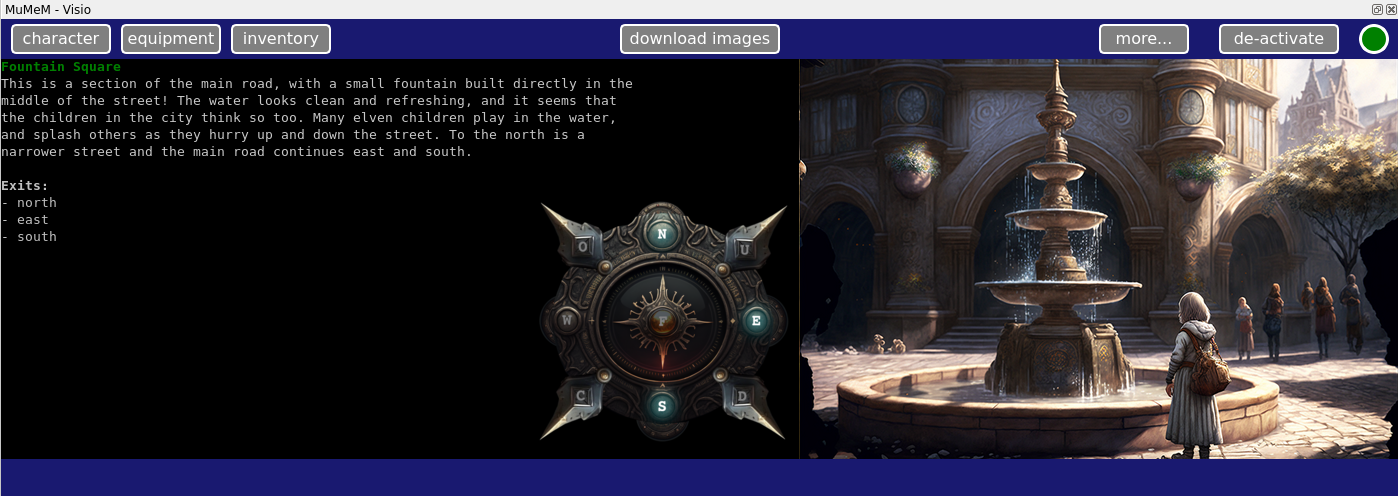 MuMeM - Visio
character equipment inventory download images more... de-activate
Fountain Square
This is a section of the main road, with a small fountain built directly in the
middle of the street! The water looks clean and refreshing, and it seems that
the children in the city think so too. Many elven children play in the water,
and splash others as they hurry up and down the street. To the north is a
narrower street and the main road continues east and south.
Exits:
- north
- east
- south
O N U
W F E
C S D